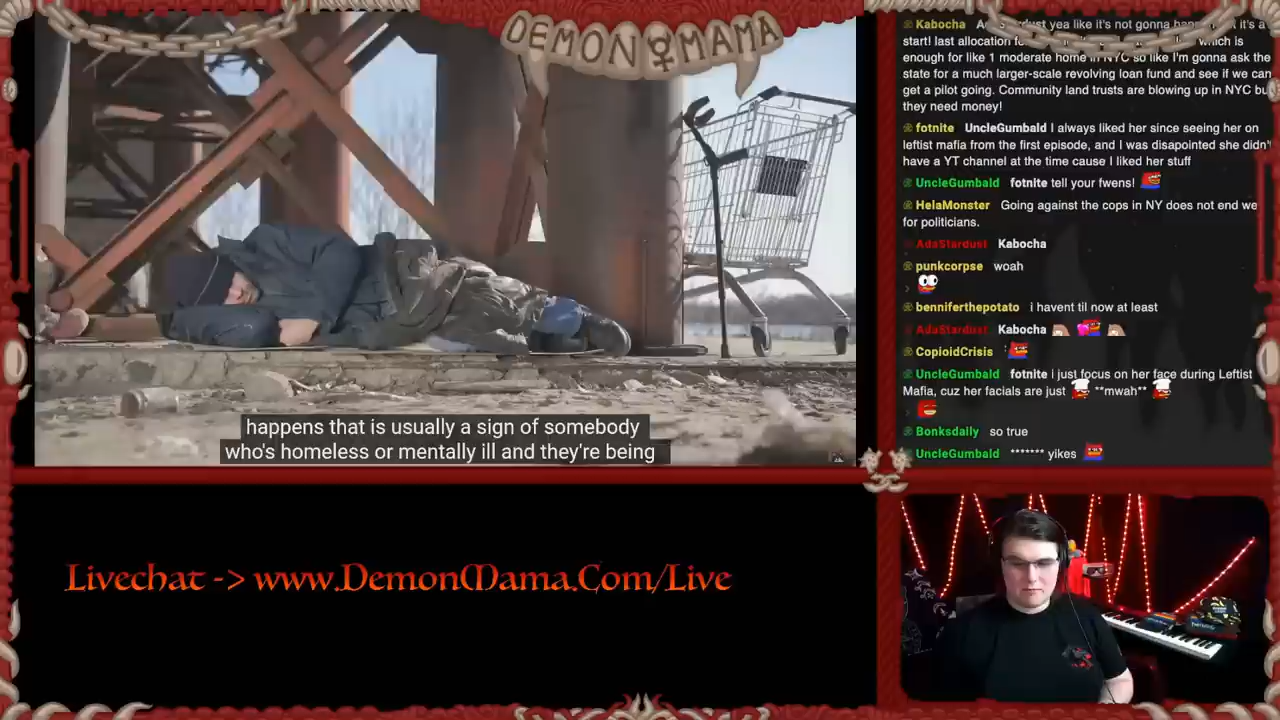 DEMON MAMA
Kabocha
start! last allocation
which is
enough for like 1 moderate home in NYC so like I'm gonna ask the
state for a much larger-scale revolving loan fund and see if we can
get a pilot going. Community land trusts are blowing up in NYC bu
they need money!
fotnite UncleGumbald I always liked her since seeing her on
leftist mafia from the first episode, and I was disapointed she didn'
have a YT channel at the time cause I liked her stuff
UncleGumbald fotnite tell your fwens!
HelaMonster Going against the cops in NY does not end we
for politicians.
AdaStardust Kabocha
punkcorpse woah
benniferthepotato i havent til now at least
AdaStardust Kabocha
CopioidCrisis
UncleGumbald fotnite i just focus on her face during Leftist
Mafia, cuz her facials are just **mwah**
Bonksdaily so true
UncleGumbald ******* yikes
happens that is usually a sign of somebody
who's homeless or mentally ill and they're being
Livechat -> www.DemonMama.Com/Live